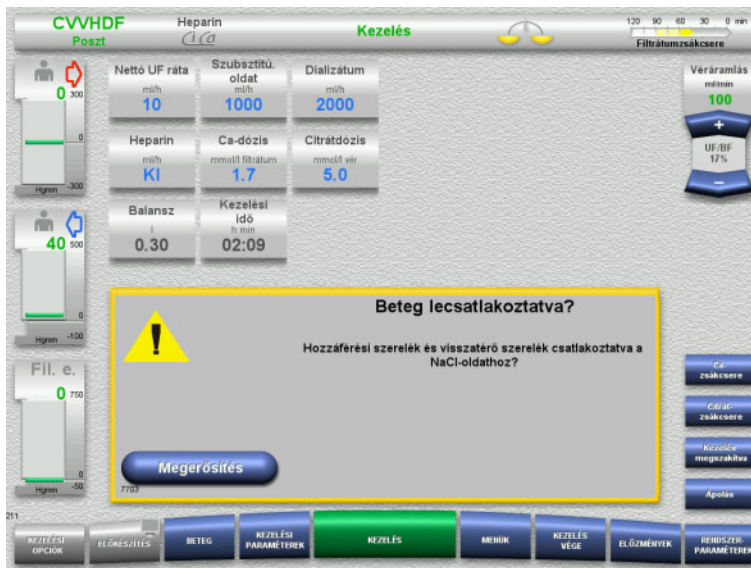 CVVHDF
Poszt
Heparin
Ci Ca
Kezelés
120 90 60 30 0 min
Filtrátumzsákcsere
0
300
0
-300
Hgmm
40
500
0
-100
Hgmm
Fil. e.
0
750
0
-50
Hgmm
Nettó UF ráta
ml/h
10
Szubsztitú.
oldat
ml/h
1000
Dializátum
ml/h
2000
Heparin
ml/h
KI
Ca-dózis
mmol/l filtrátum
1.7
Citrátdózis
mmol/l vér
5.0
Balansz
l
0.30
Kezelési
idő
h:min
02:09
Véráramlás
ml/min
100
+
UF/BF
17%
–
Beteg lecsatlakoztatva?
!
Hozzáférési szerelék és visszatérő szerelék csatlakoztatva a
NaCl-oldathoz?
Megerősítés
7703
Ca-
zsákcsere
Citrát-
zsákcsere
Kezelés
megszakítva
Ápolás
211
KEZELÉSI
OPCIÓK
ELŐKÉSZÍTÉS
BETEG
KEZELÉSI
PARAMÉTEREK
KEZELÉS
MENÜK
KEZELÉS
VÉGE
ELŐZMÉNYEK
RENDSZER-
PARAMÉTEREK